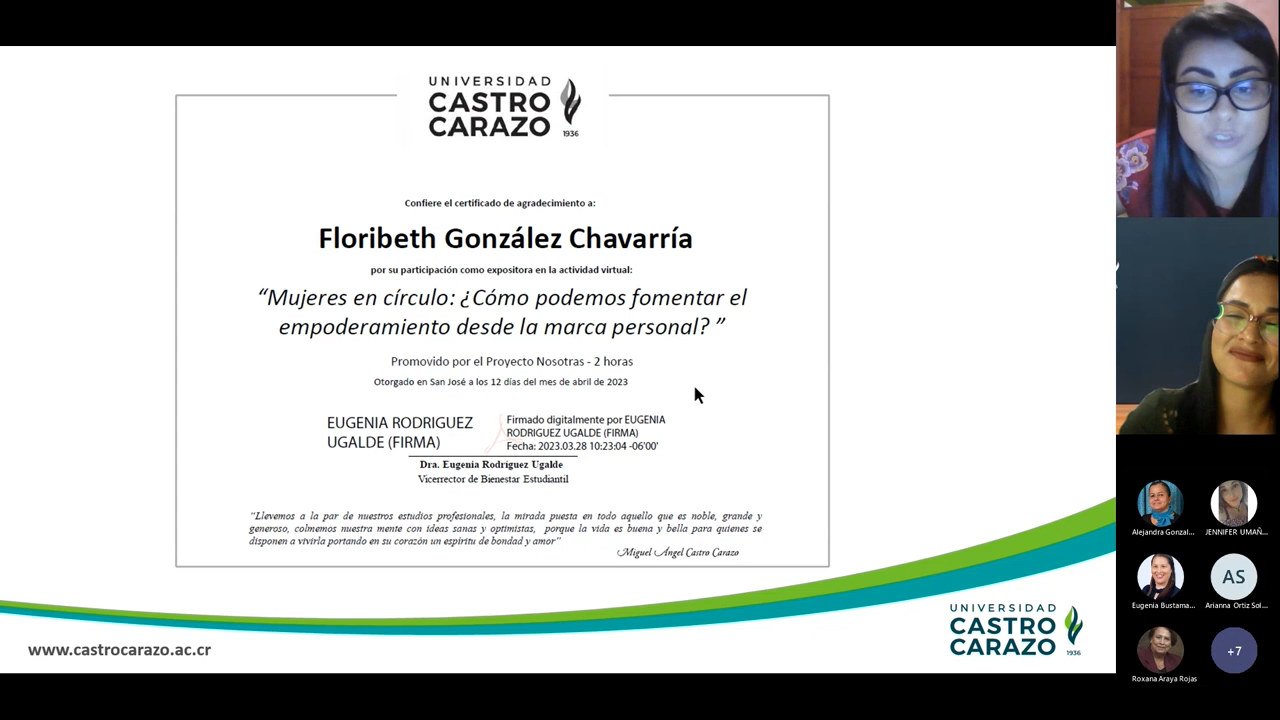 UNIVERSIDAD
CASTRO
CARAZO
1936
Confiere el certificado de agradecimiento a:
Floribeth González Chavarría
por su participación como expositora en la actividad virtual:
“Mujeres en círculo: ¿Cómo podemos fomentar el
empoderamiento desde la marca personal? ”
Promovido por el Proyecto Nosotras - 2 horas
Otorgado en San José a los 12 días del mes de abril de 2023
EUGENIA RODRIGUEZ
UGALDE (FIRMA)
Firmado digitalmente por EUGENIA
RODRIGUEZ UGALDE (FIRMA)
Fecha: 2023.03.28 10:23:04 -06'00'
Dra. Eugenia Rodríguez Ugalde
Vicerrector de Bienestar Estudiantil
“Llevemos a la par de nuestros estudios profesionales, la mirada puesta en todo aquello que es noble, grande y
generoso, colmemos nuestra mente con ideas sanas y optimistas, porque la vida es buena y bella para quienes se
disponen a vivirla portando en su corazón un espíritu de bondad y amor”
Miguel Ángel Castro Carazo
www.castrocarazo.ac.cr
UNIVERSIDAD
CASTRO
CARAZO
1936
Alejandra Gonzal...
JENNIFER UMAÑ...
Eugenia Bustama...
AS
Arianna Ortiz Sol...
Roxana Araya Rojas
+7